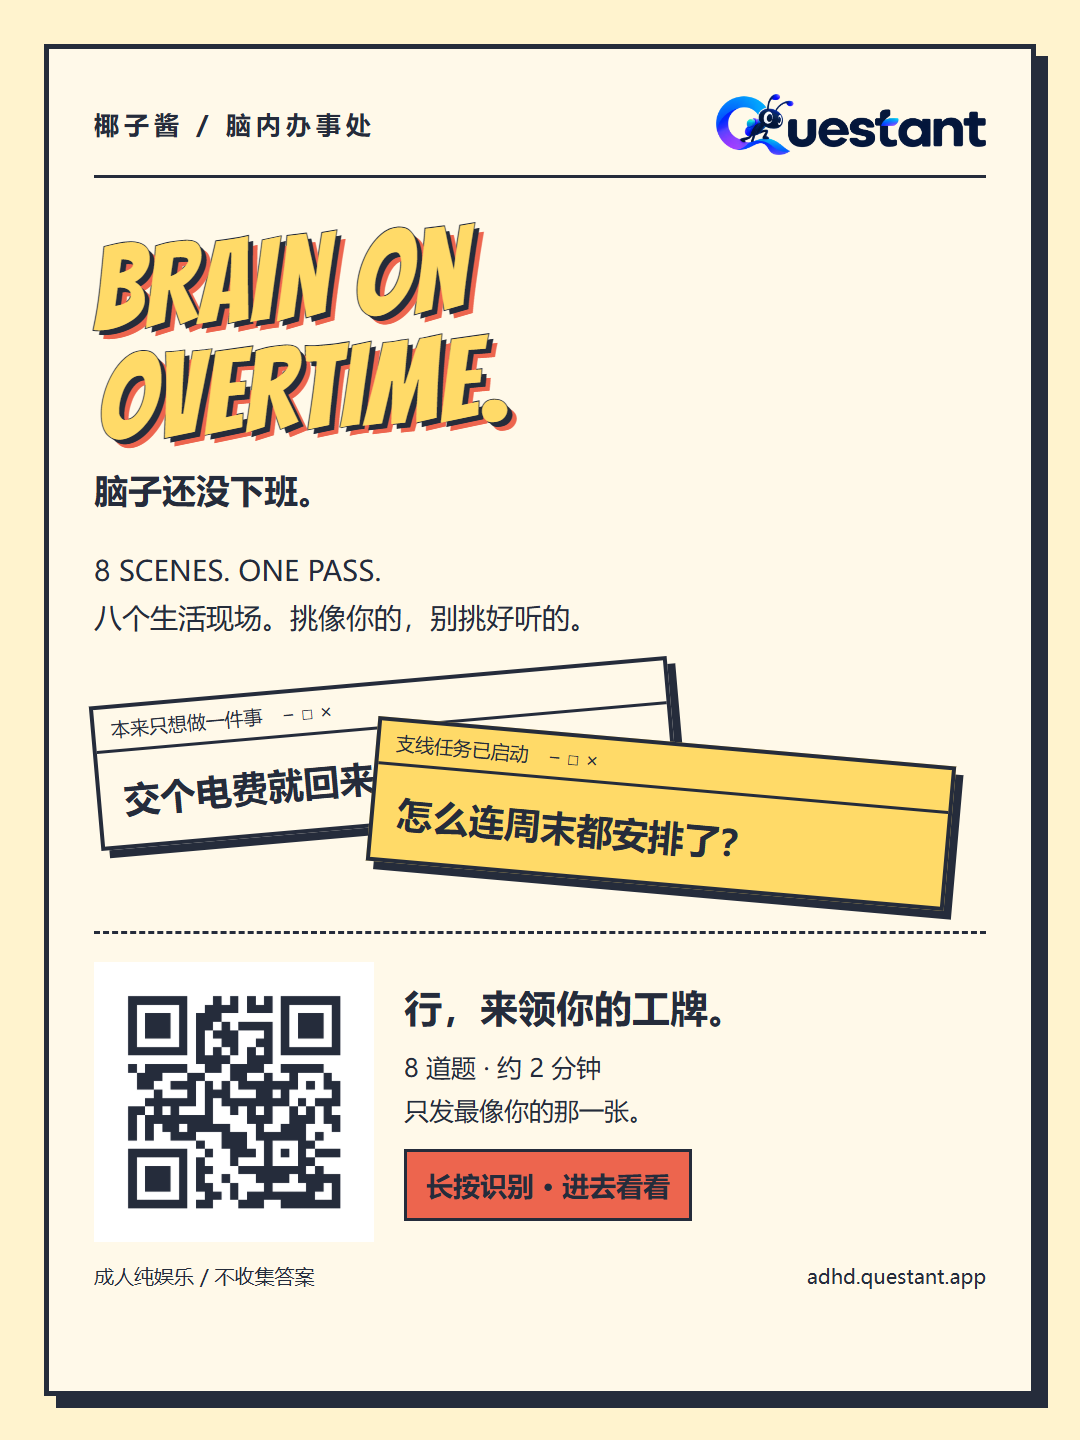 椰子酱 / 脑内办事处
Questant
BRAIN ON
OVERTIME.
脑子还没下班。
8 SCENES. ONE PASS.
八个生活现场。挑像你的，别挑好听的。
本来只想做一件事 − □ ×
交个电费就回来
支线任务已启动 − □ ×
怎么连周末都安排了？
行，来领你的工牌。
8 道题 · 约 2 分钟
只发最像你的那一张。
长按识别 · 进去看看
成人纯娱乐 / 不收集答案
adhd.questant.app